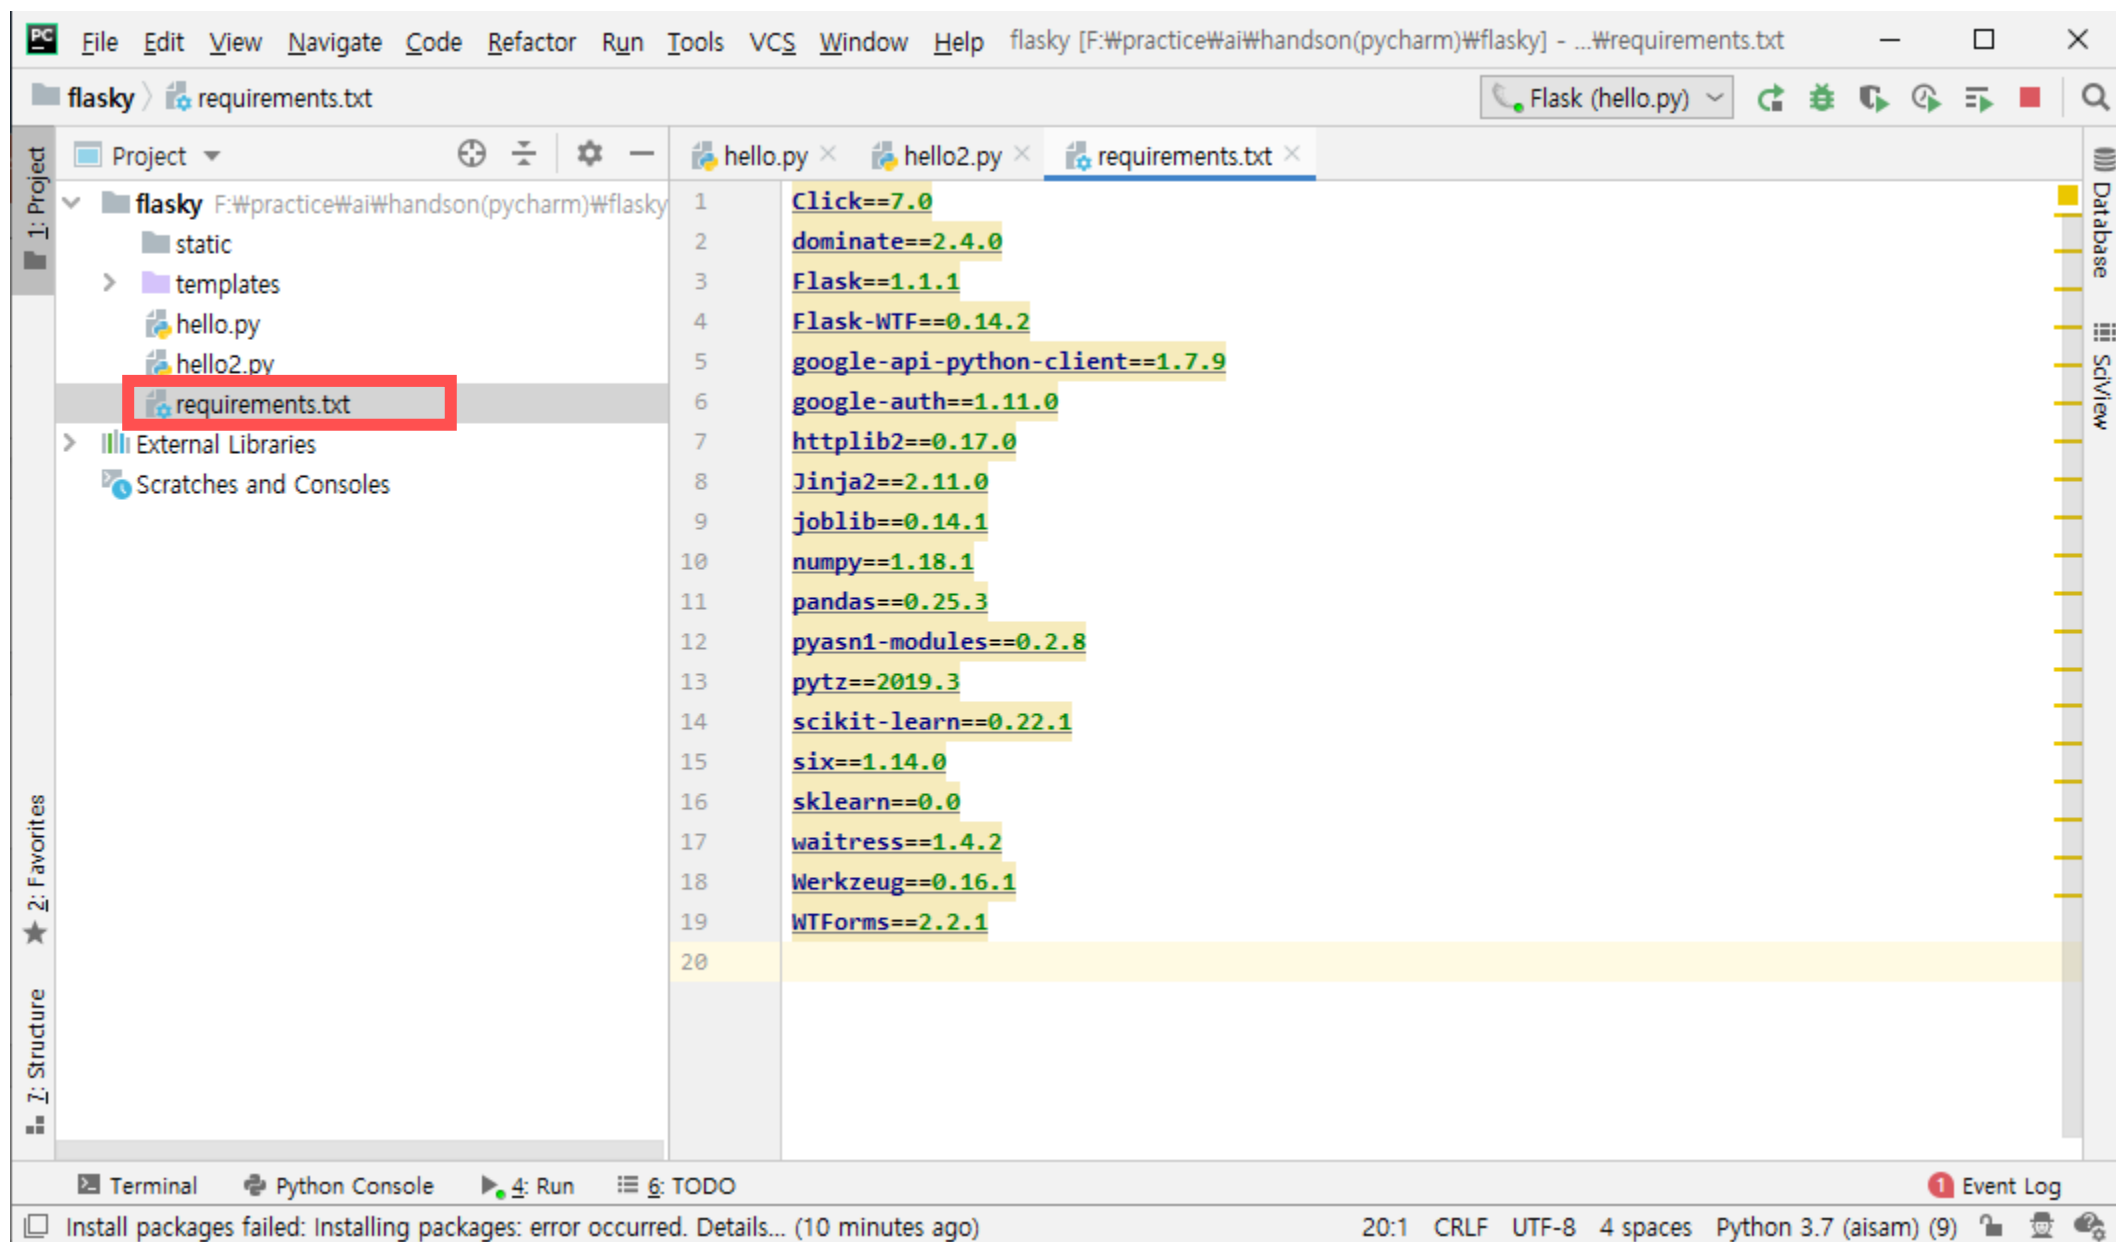 PC File Edit View Navigate Code Refactor Run Tools VCS Window Help flasky [F:₩practice₩ai₩handson(pycharm)₩flasky] - ...₩requirements.txt
flasky requirements.txt Flask (hello.py)
1: Project
Project
hello.py hello2.py requirements.txt
flasky F:₩practice₩ai₩handson(pycharm)₩flasky
static
templates
hello.py
hello2.py
requirements.txt
External Libraries
Scratches and Consoles
1 Click==7.0
2 dominate==2.4.0
3 Flask==1.1.1
4 Flask-WTF==0.14.2
5 google-api-python-client==1.7.9
6 google-auth==1.11.0
7 httplib2==0.17.0
8 Jinja2==2.11.0
9 joblib==0.14.1
10 numpy==1.18.1
11 pandas==0.25.3
12 pyasn1-modules==0.2.8
13 pytz==2019.3
14 scikit-learn==0.22.1
15 six==1.14.0
16 sklearn==0.0
17 waitress==1.4.2
18 Werkzeug==0.16.1
19 WTForms==2.2.1
20
Database
SciView
2: Favorites
7: Structure
Terminal Python Console 4: Run 6: TODO 1 Event Log
Install packages failed: Installing packages: error occurred. Details... (10 minutes ago) 20:1 CRLF UTF-8 4 spaces Python 3.7 (aisam) (9)